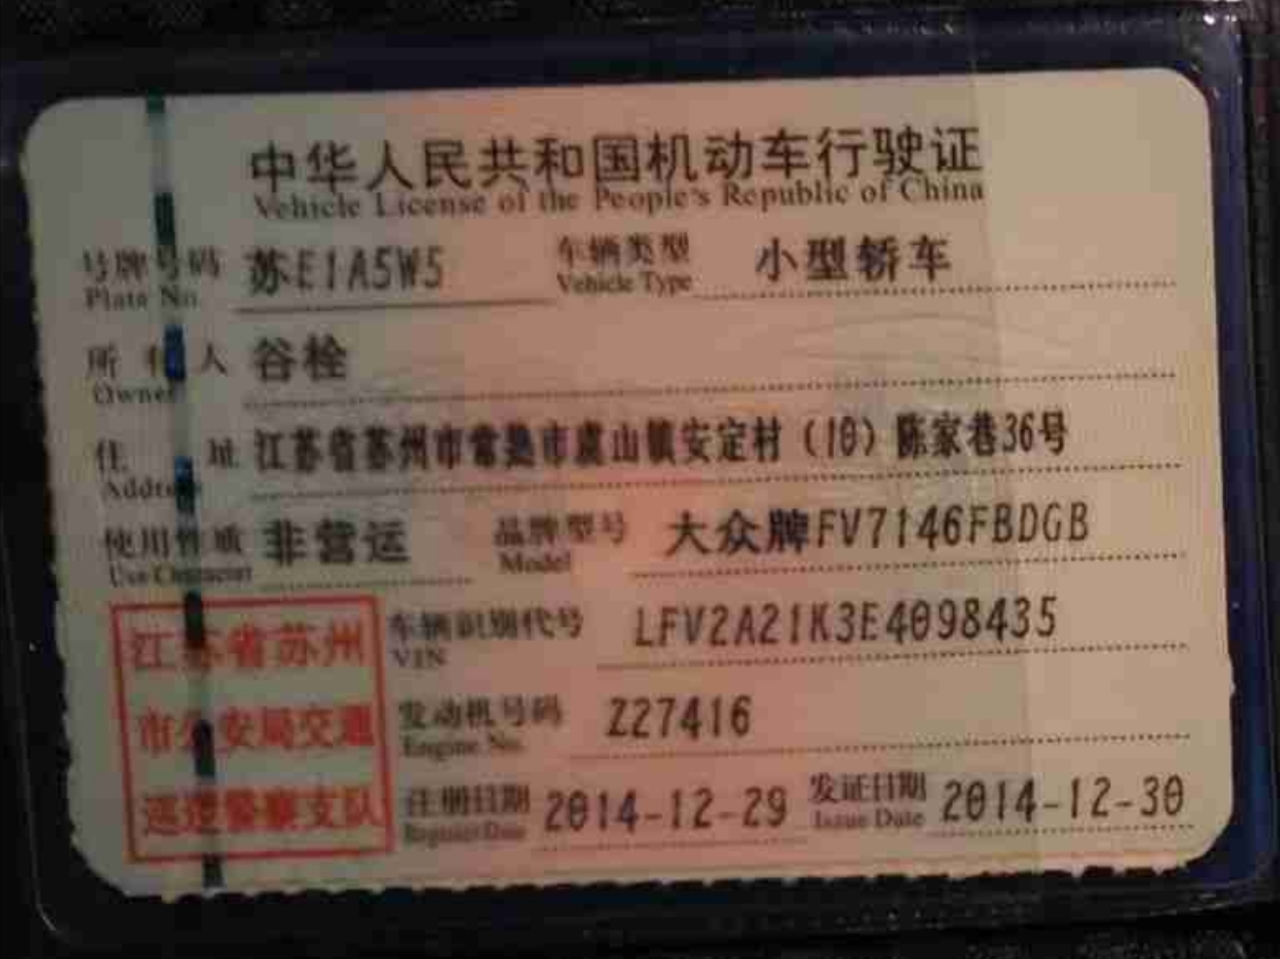 中华人民共和国机动车行驶证
Vehicle License of the People's Republic of China
号牌号码 苏E1A5W5 车辆类型 小型轿车
Plate No. Vehicle Type
所有人 谷栓
Owner
住址 江苏省苏州市常熟市虞山镇安定村（10）陈家巷36号
Address
使用性质 非营运 品牌型号 大众牌FV7146FBDGB
Use Character Model
江苏省苏州 车辆识别代号 LFV2A21K3E4098435
VIN
市公安局交通 发动机号码 Z27416
Engine No.
巡逻警察支队 注册日期 2014-12-29 发证日期 2014-12-30
Register Date Issue Date